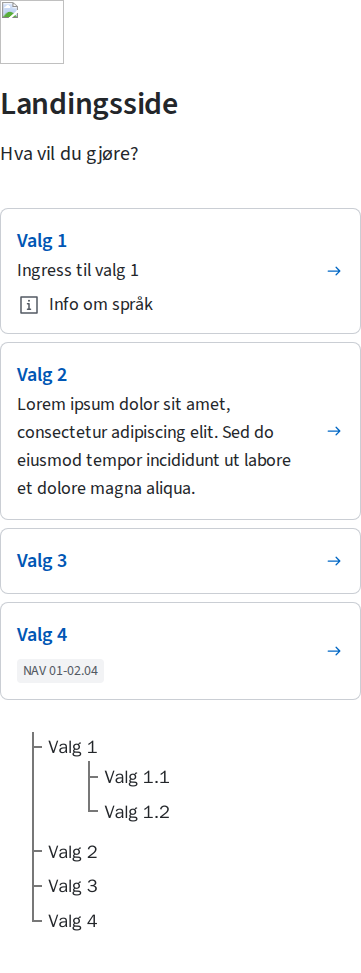 Landingsside
Hva vil du gjøre?
Valg 1
Ingress til valg 1
Info om språk
Valg 2
Lorem ipsum dolor sit amet,
consectetur adipiscing elit. Sed do
eiusmod tempor incididunt ut labore
et dolore magna aliqua.
Valg 3
Valg 4
NAV 01-02.04
Valg 1
Valg 1.1
Valg 1.2
Valg 2
Valg 3
Valg 4